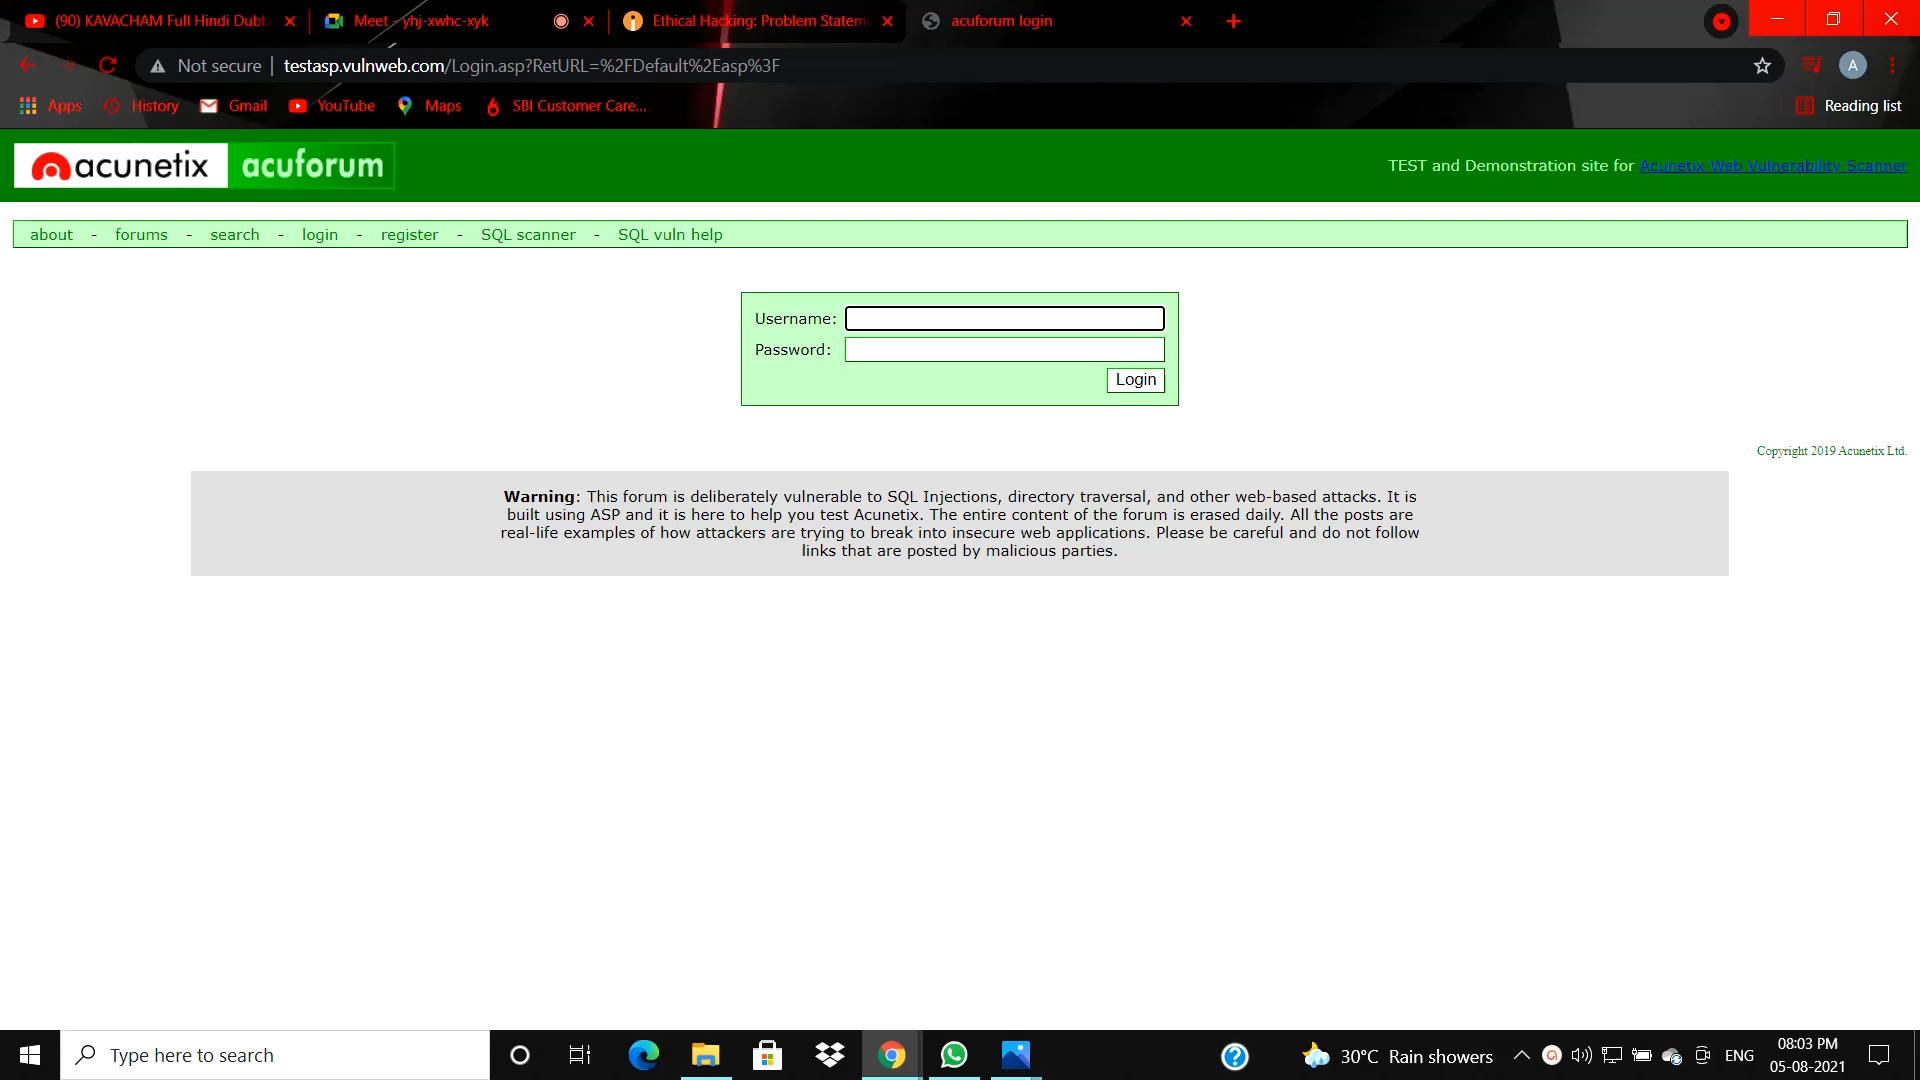 (90) KAVACHAM Full Hindi Dubb
Meet - yhj-xwhc-xyk
Ethical Hacking: Problem Statem
acuforum login
Not secure
testasp.vulnweb.com/Login.asp?RetURL=%2FDefault%2Easp%3F
A
Apps
History
Gmail
YouTube
Maps
SBI Customer Care...
Reading list
acunetix acuforum
TEST and Demonstration site for Acunetix Web Vulnerability Scanner
about - forums - search - login - register - SQL scanner - SQL vuln help
Username:
Password:
Login
Copyright 2019 Acunetix Ltd.
Warning: This forum is deliberately vulnerable to SQL Injections, directory traversal, and other web-based attacks. It is
built using ASP and it is here to help you test Acunetix. The entire content of the forum is erased daily. All the posts are
real-life examples of how attackers are trying to break into insecure web applications. Please be careful and do not follow
links that are posted by malicious parties.
Type here to search
30°C Rain showers
ENG
08:03 PM
05-08-2021